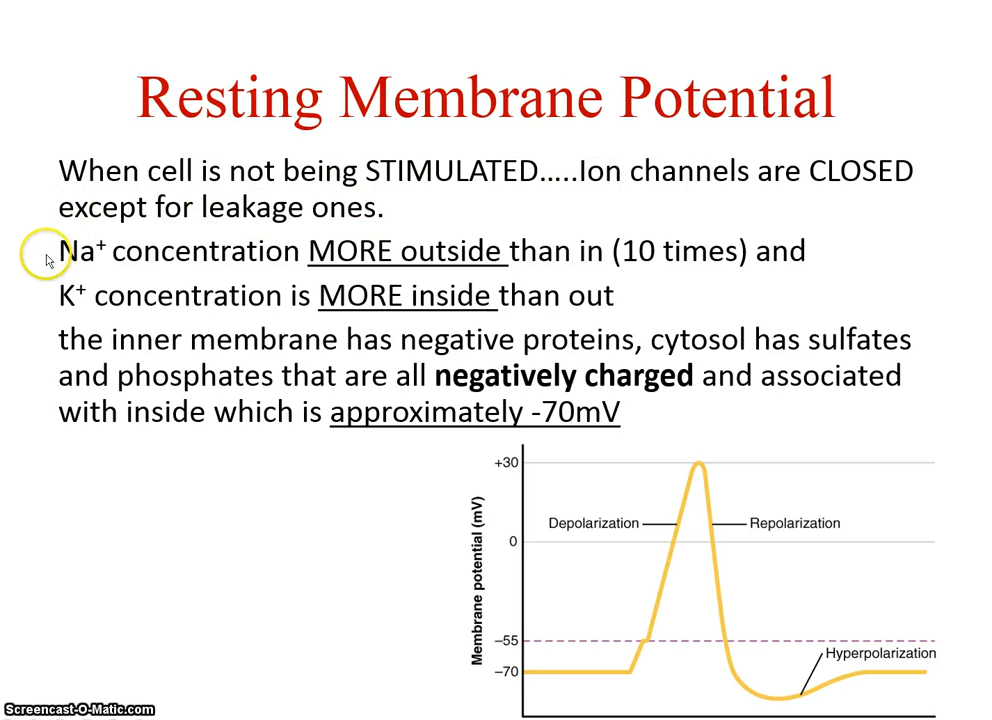 Resting Membrane Potential
When cell is not being STIMULATED…..Ion channels are CLOSED
except for leakage ones.
Na⁺ concentration MORE outside than in (10 times) and
K⁺ concentration is MORE inside than out
the inner membrane has negative proteins, cytosol has sulfates
and phosphates that are all negatively charged and associated
with inside which is approximately -70mV
+30
Depolarization
Repolarization
0
Membrane potential (mV)
–55
Hyperpolarization
–70
Screencast-O-Matic.com